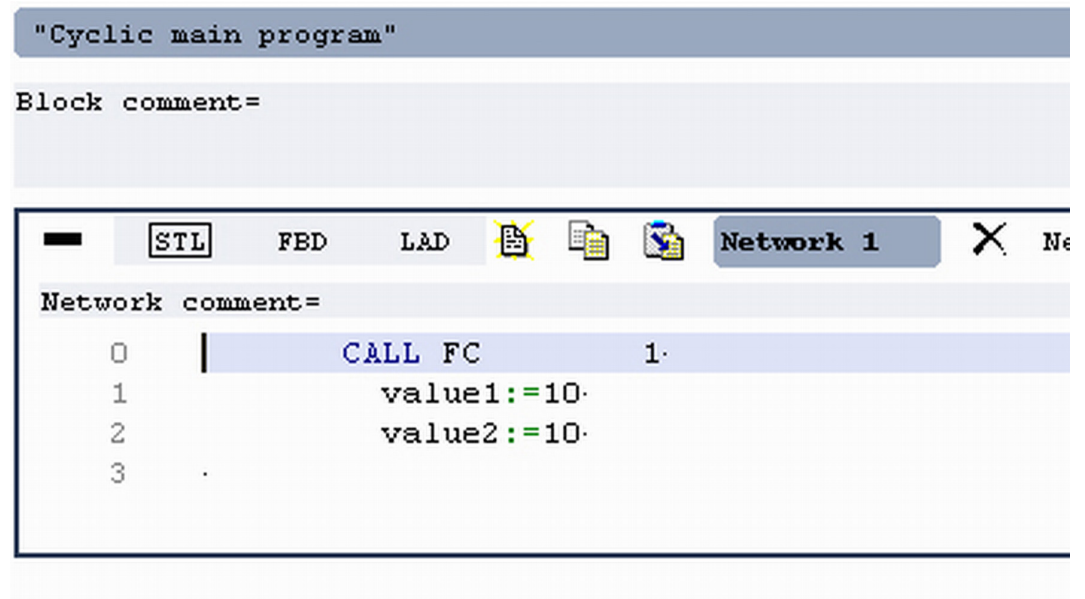 "Cyclic main program"
Block comment=
STL FBD LAD Network 1 Ne
Network comment=
0 CALL FC 1
1 value1:=10
2 value2:=10
3